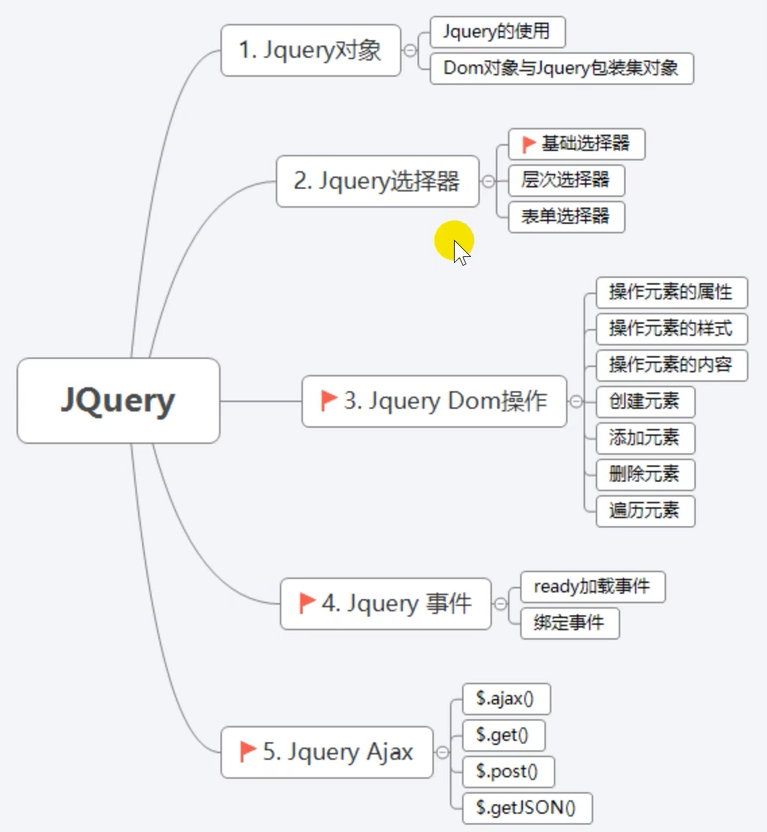 JQuery
1. Jquery对象
Jquery的使用
Dom对象与Jquery包装集对象
2. Jquery选择器
基础选择器
层次选择器
表单选择器
3. Jquery Dom操作
操作元素的属性
操作元素的样式
操作元素的内容
创建元素
添加元素
删除元素
遍历元素
4. Jquery 事件
ready加载事件
绑定事件
5. Jquery Ajax
$.ajax()
$.get()
$.post()
$.getJSON()